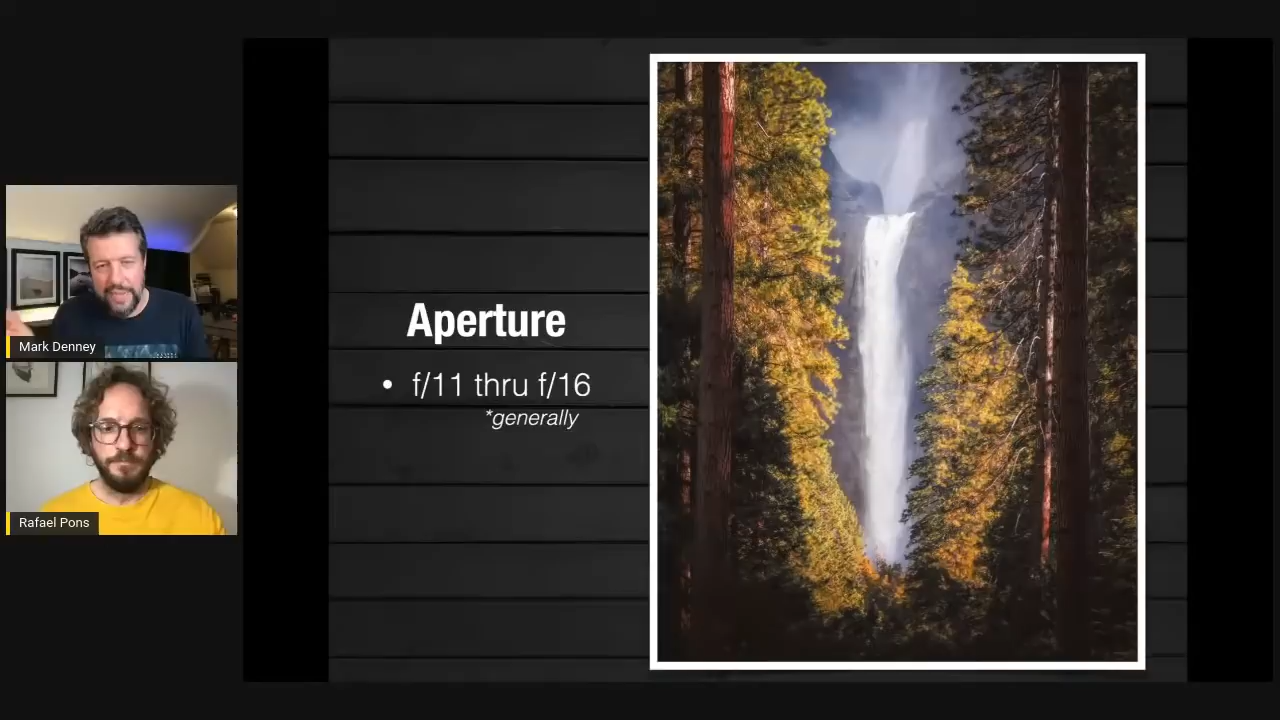 Mark Denney
Rafael Pons
Aperture
• f/11 thru f/16
*generally